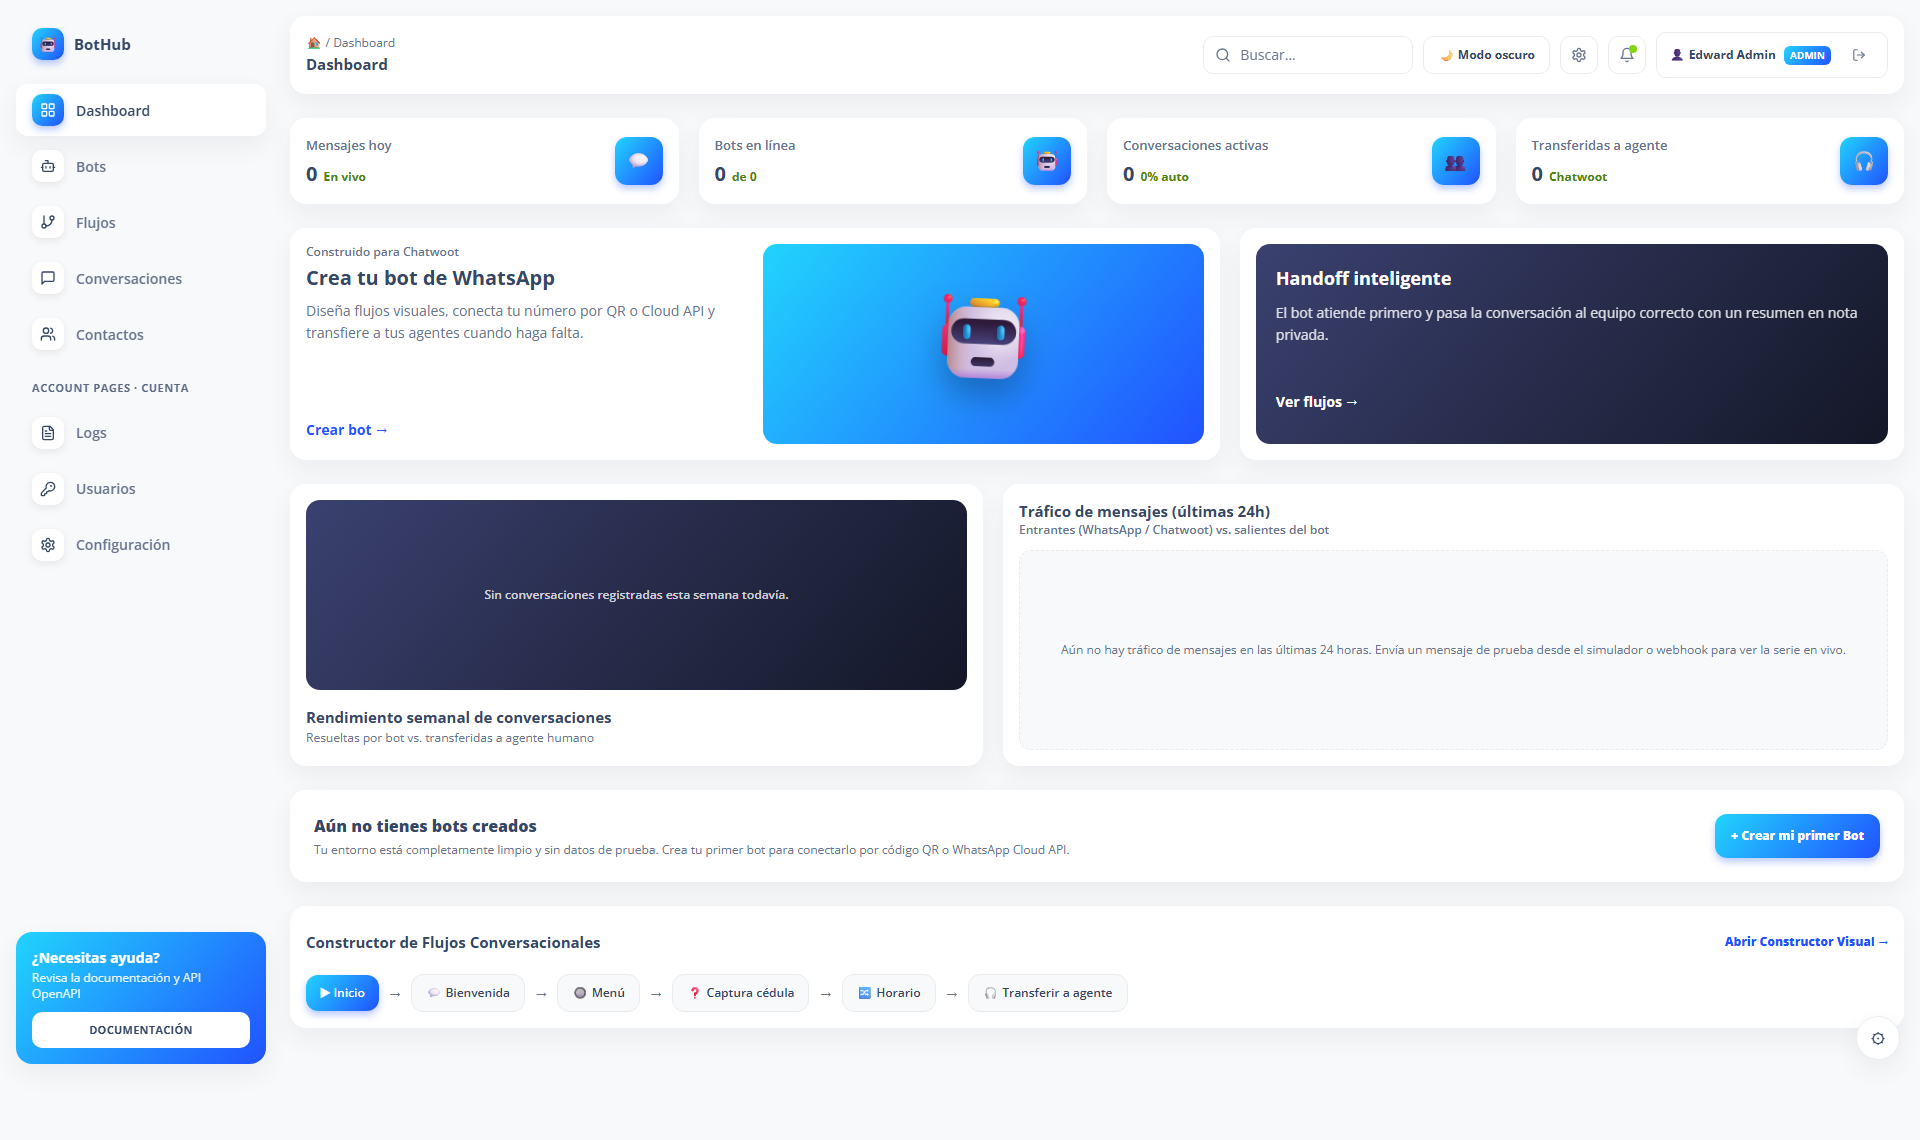 BotHub
Dashboard
Bots
Flujos
Conversaciones
Contactos
ACCOUNT PAGES · CUENTA
Logs
Usuarios
Configuración
¿Necesitas ayuda?
Revisa la documentación y API
OpenAPI
DOCUMENTACIÓN
/ Dashboard
Dashboard
Buscar...
Modo oscuro
Edward Admin ADMIN
Mensajes hoy
0 En vivo
Bots en línea
0 de 0
Conversaciones activas
0 0% auto
Transferidas a agente
0 Chatwoot
Construido para Chatwoot
Crea tu bot de WhatsApp
Diseña flujos visuales, conecta tu número por QR o Cloud API y
transfiere a tus agentes cuando haga falta.
Crear bot →
Handoff inteligente
El bot atiende primero y pasa la conversación al equipo correcto con un resumen en nota
privada.
Ver flujos →
Sin conversaciones registradas esta semana todavía.
Rendimiento semanal de conversaciones
Resueltas por bot vs. transferidas a agente humano
Tráfico de mensajes (últimas 24h)
Entrantes (WhatsApp / Chatwoot) vs. salientes del bot
Aún no hay tráfico de mensajes en las últimas 24 horas. Envía un mensaje de prueba desde el simulador o webhook para ver la serie en vivo.
Aún no tienes bots creados
Tu entorno está completamente limpio y sin datos de prueba. Crea tu primer bot para conectarlo por código QR o WhatsApp Cloud API.
+ Crear mi primer Bot
Constructor de Flujos Conversacionales
Abrir Constructor Visual →
▶ Inicio → Bienvenida → Menú → Captura cédula → Horario → Transferir a agente